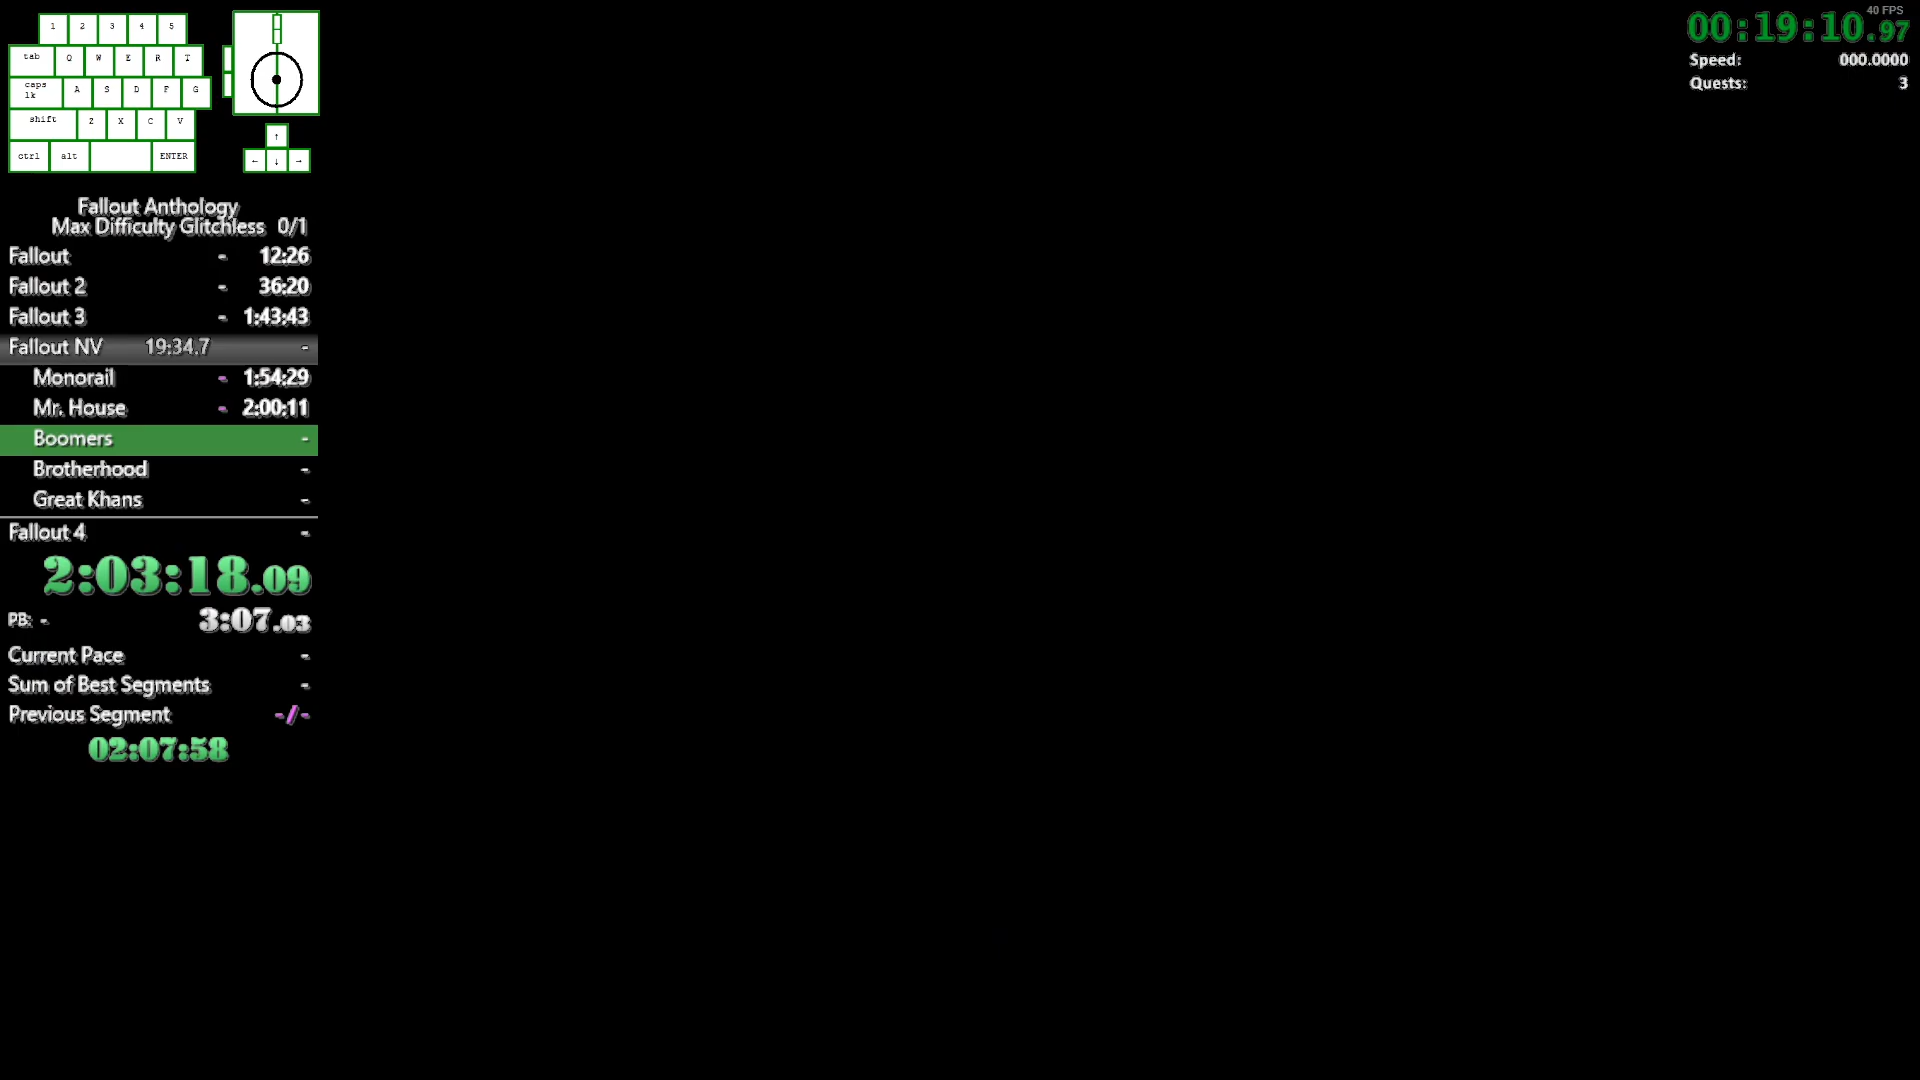 1 2 3 4 5
tab Q W E R T
caps
lk A S D F G
shift Z X C V
ctrl alt ENTER
↑
← ↓ →
Fallout Anthology
Max Difficulty Glitchless 0/1
Fallout - 12:26
Fallout 2 - 36:20
Fallout 3 - 1:43:43
Fallout NV 19:34.7 -
Monorail - 1:54:29
Mr. House - 2:00:11
Boomers -
Brotherhood -
Great Khans -
Fallout 4 -
2:03:18.09
PB: - 3:07.03
Current Pace -
Sum of Best Segments -
Previous Segment -/-
02:07:58
40 FPS
00:19:10.97
Speed: 000.0000
Quests: 3